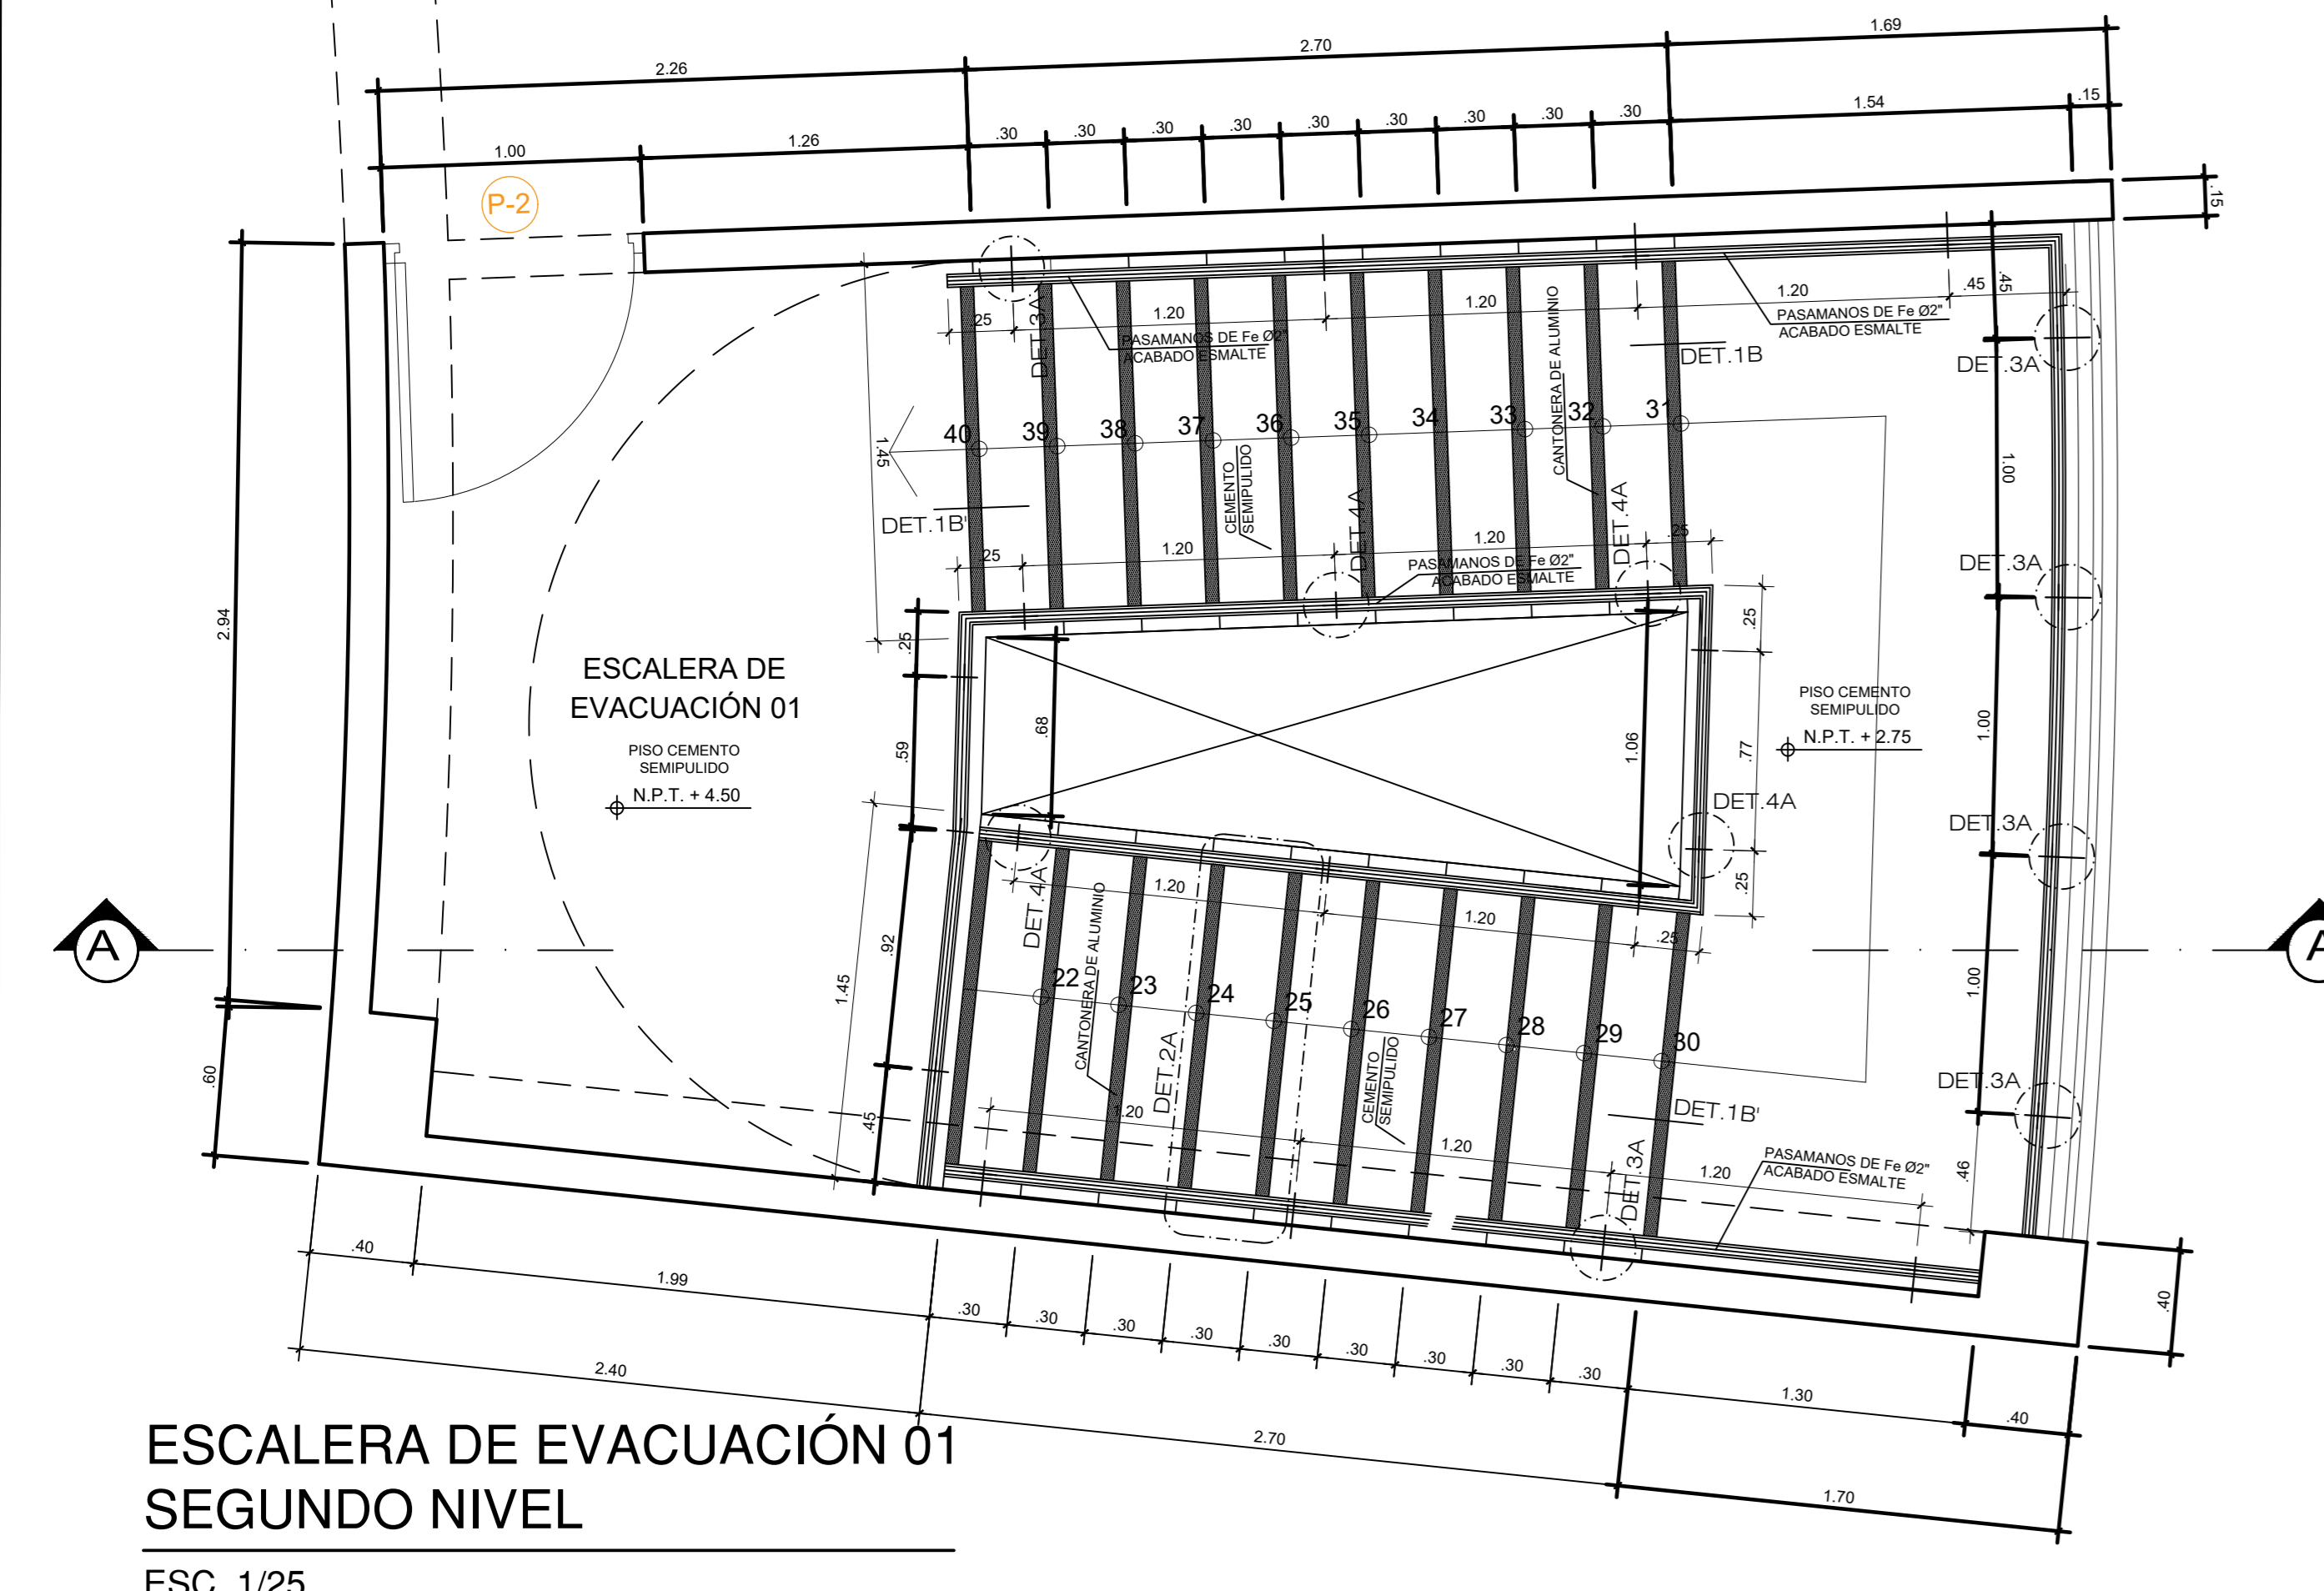 1.69
2.70
2.26
1.54
.15
.30
.30
.30
.30
.30
.30
.30
.30
.30
1.26
1.00
P-2
.15
.45
.45
1.20
1.20
1.20
.25
PASAMANOS DE Fe Ø2"
ACABADO ESMALTE
PASAMANOS DE Fe Ø2"
ACABADO ESMALTE
DET.3A
CANTONERA DE ALUMINIO
DET.1B
DET.3A
40
39
38
37
36
35
34
33
32
31
1.45
CEMENTO
SEMIPULIDO
1.00
DET.4A
DET.4A
DET.1B'
.25
1.20
1.20
.25
PASAMANOS DE Fe Ø2"
ACABADO ESMALTE
DET.3A
2.94
.25
.25
ESCALERA DE
EVACUACIÓN 01
PISO CEMENTO
SEMIPULIDO
N.P.T. + 4.50
.59
.68
1.06
.77
PISO CEMENTO
SEMIPULIDO
N.P.T. + 2.75
1.00
DET.4A
DET.3A
.25
A
A
1.20
1.20
.25
.92
DET.4A
CANTONERA DE ALUMINIO
1.45
22
23
24
25
26
27
28
29
30
1.00
DET.2A
CEMENTO
SEMIPULIDO
DET.3A
.60
.45
1.20
1.20
1.20
DET.1B'
DET.3A
PASAMANOS DE Fe Ø2"
ACABADO ESMALTE
.46
.40
.40
1.99
.30
.30
.30
.30
.30
.30
.30
.30
.30
1.30
.40
2.40
2.70
1.70
ESCALERA DE EVACUACIÓN 01
SEGUNDO NIVEL
ESC. 1/25